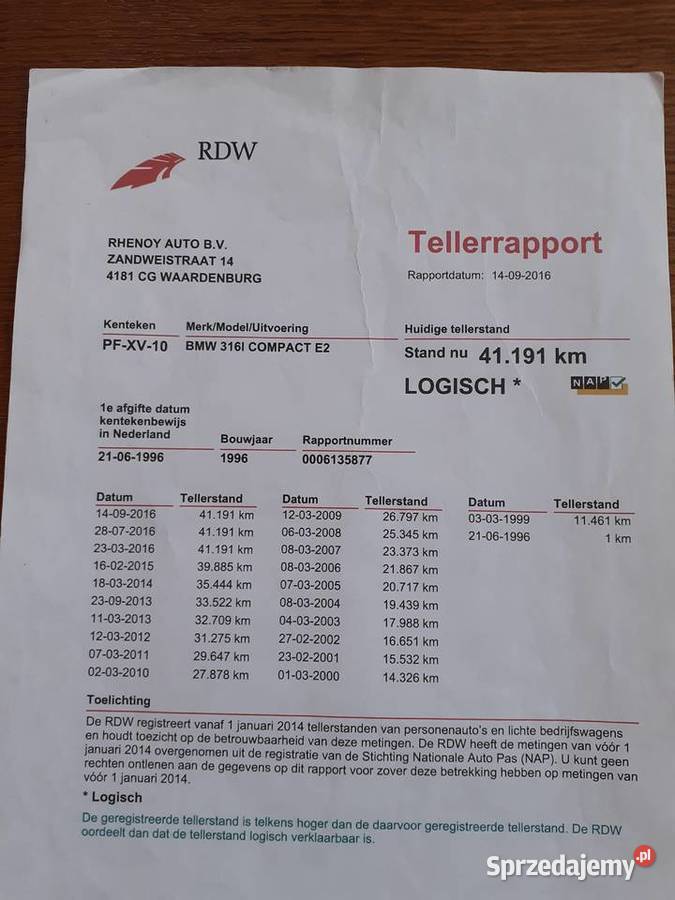 RDW
RHENOY AUTO B.V.
ZANDWEISTRAAT 14
4181 CG WAARDENBURG
Tellerrapport
Rapportdatum: 14-09-2016
Kenteken Merk/Model/Uitvoering Huidige tellerstand
PF-XV-10 BMW 316I COMPACT E2 Stand nu 41.191 km
LOGISCH * NAP
1e afgifte datum
kentekenbewijs
in Nederland Bouwjaar Rapportnummer
21-06-1996 1996 0006135877
Datum Tellerstand Datum Tellerstand Datum Tellerstand
14-09-2016 41.191 km 12-03-2009 26.797 km 03-03-1999 11.461 km
28-07-2016 41.191 km 06-03-2008 25.345 km 21-06-1996 1 km
23-03-2016 41.191 km 08-03-2007 23.373 km
16-02-2015 39.885 km 08-03-2006 21.867 km
18-03-2014 35.444 km 07-03-2005 20.717 km
23-09-2013 33.522 km 08-03-2004 19.439 km
11-03-2013 32.709 km 04-03-2003 17.988 km
12-03-2012 31.275 km 27-02-2002 16.651 km
07-03-2011 29.647 km 23-02-2001 15.532 km
02-03-2010 27.878 km 01-03-2000 14.326 km
Toelichting
De RDW registreert vanaf 1 januari 2014 tellerstanden van personenauto's en lichte bedrijfswagens
en houdt toezicht op de betrouwbaarheid van deze metingen. De RDW heeft de metingen van vóór 1
januari 2014 overgenomen uit de registratie van de Stichting Nationale Auto Pas (NAP). U kunt geen
rechten ontlenen aan de gegevens op dit rapport voor zover deze betrekking hebben op metingen van
vóór 1 januari 2014.
* Logisch
De geregistreerde tellerstand is telkens hoger dan de daarvoor geregistreerde tellerstand. De RDW
oordeelt dan dat de tellerstand logisch verklaarbaar is.
Sprzedajemy.pl